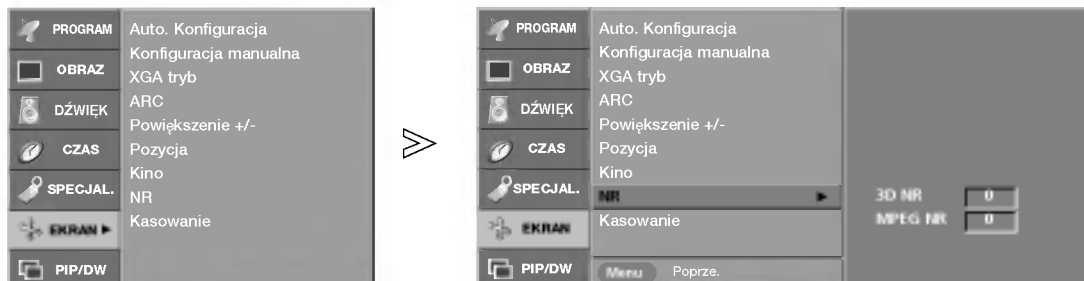 PROGRAM
OBRAZ
DŹWIĘK
CZAS
SPECJAL.
EKRAN ►
PIP/DW
Auto. Konfiguracja
Konfiguracja manualna
XGA tryb
ARC
Powiększenie +/-
Pozycja
Kino
NR
Kasowanie
PROGRAM
OBRAZ
DŹWIĘK
CZAS
SPECJAL.
EKRAN
PIP/DW
Auto. Konfiguracja
Konfiguracja manualna
XGA tryb
ARC
Powiększenie +/-
Pozycja
Kino
NR ►
Kasowanie
Menu Poprze.
3D NR 0
MPEG NR 0